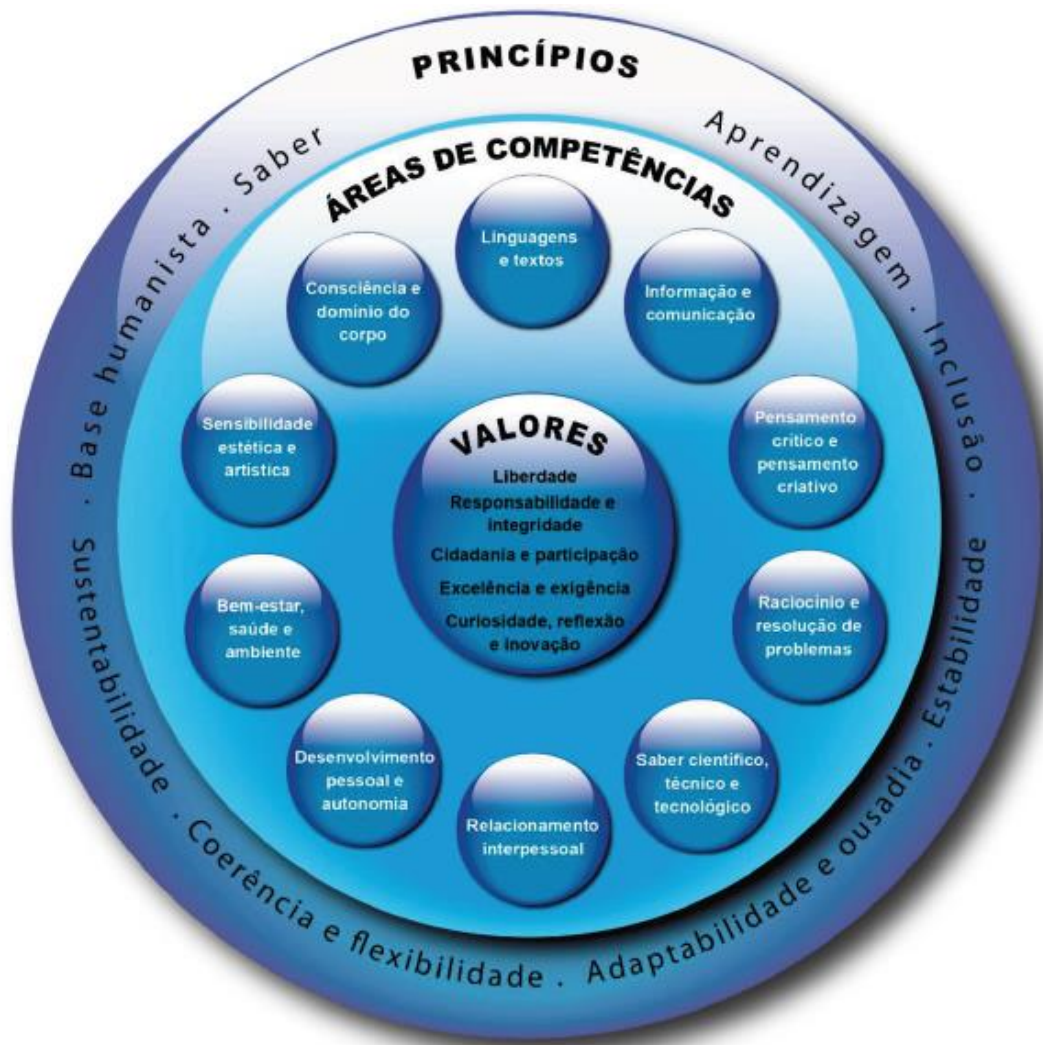 PRINCÍPIOS
Aprendizagem . Inclusão .
Estabilidade
Adaptabilidade e ousadia .
Coerência e flexibilidade .
Sustentabilidade .
. Base humanista . Saber
ÁREAS DE COMPETÊNCIAS
Linguagens
e textos
Informação e
comunicação
Pensamento
crítico e
pensamento
criativo
Raciocínio e
resolução de
problemas
Saber científico,
técnico e
tecnológico
Relacionamento
interpessoal
Desenvolvimento
pessoal e
autonomia
Bem-estar,
saúde e
ambiente
Sensibilidade
estética e
artística
Consciência e
domínio do
corpo
VALORES
Liberdade
Responsabilidade e
integridade
Cidadania e participação
Excelência e exigência
Curiosidade, reflexão
e inovação